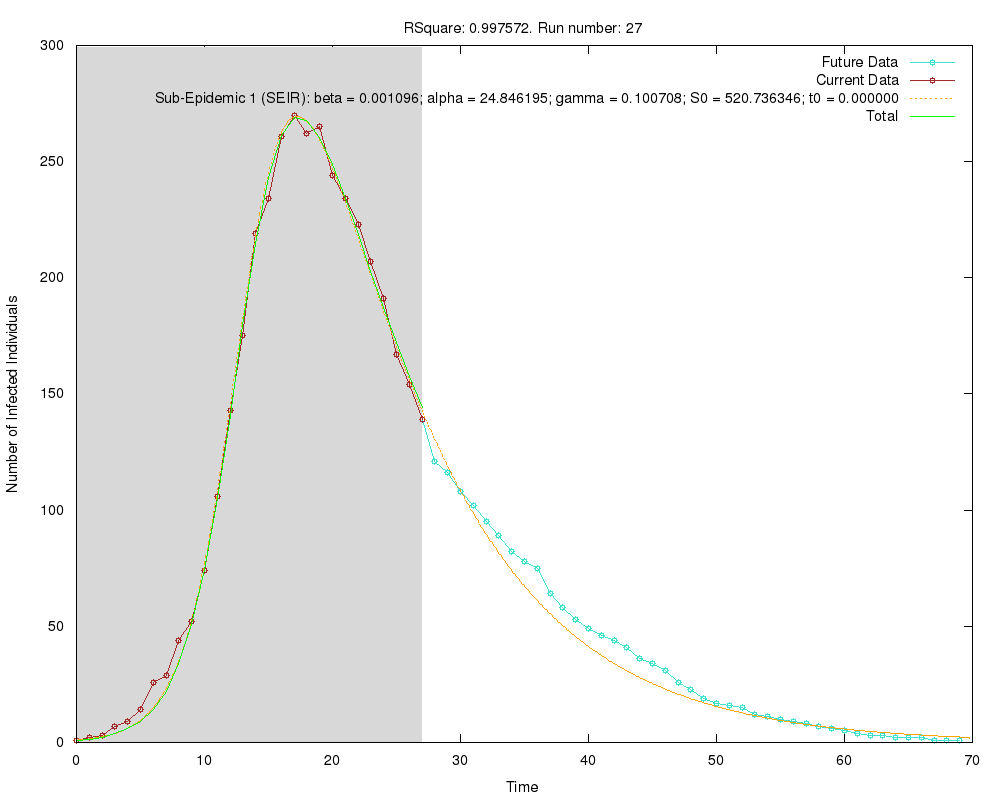 RSquare: 0.997572. Run number: 27
300
250
200
150
100
50
0
Number of Infected Individuals
Future Data
Current Data
Sub-Epidemic 1 (SEIR): beta = 0.001096; alpha = 24.846195; gamma = 0.100708; S0 = 520.736346; t0 = 0.000000
Total
0 10 20 30 40 50 60 70
Time